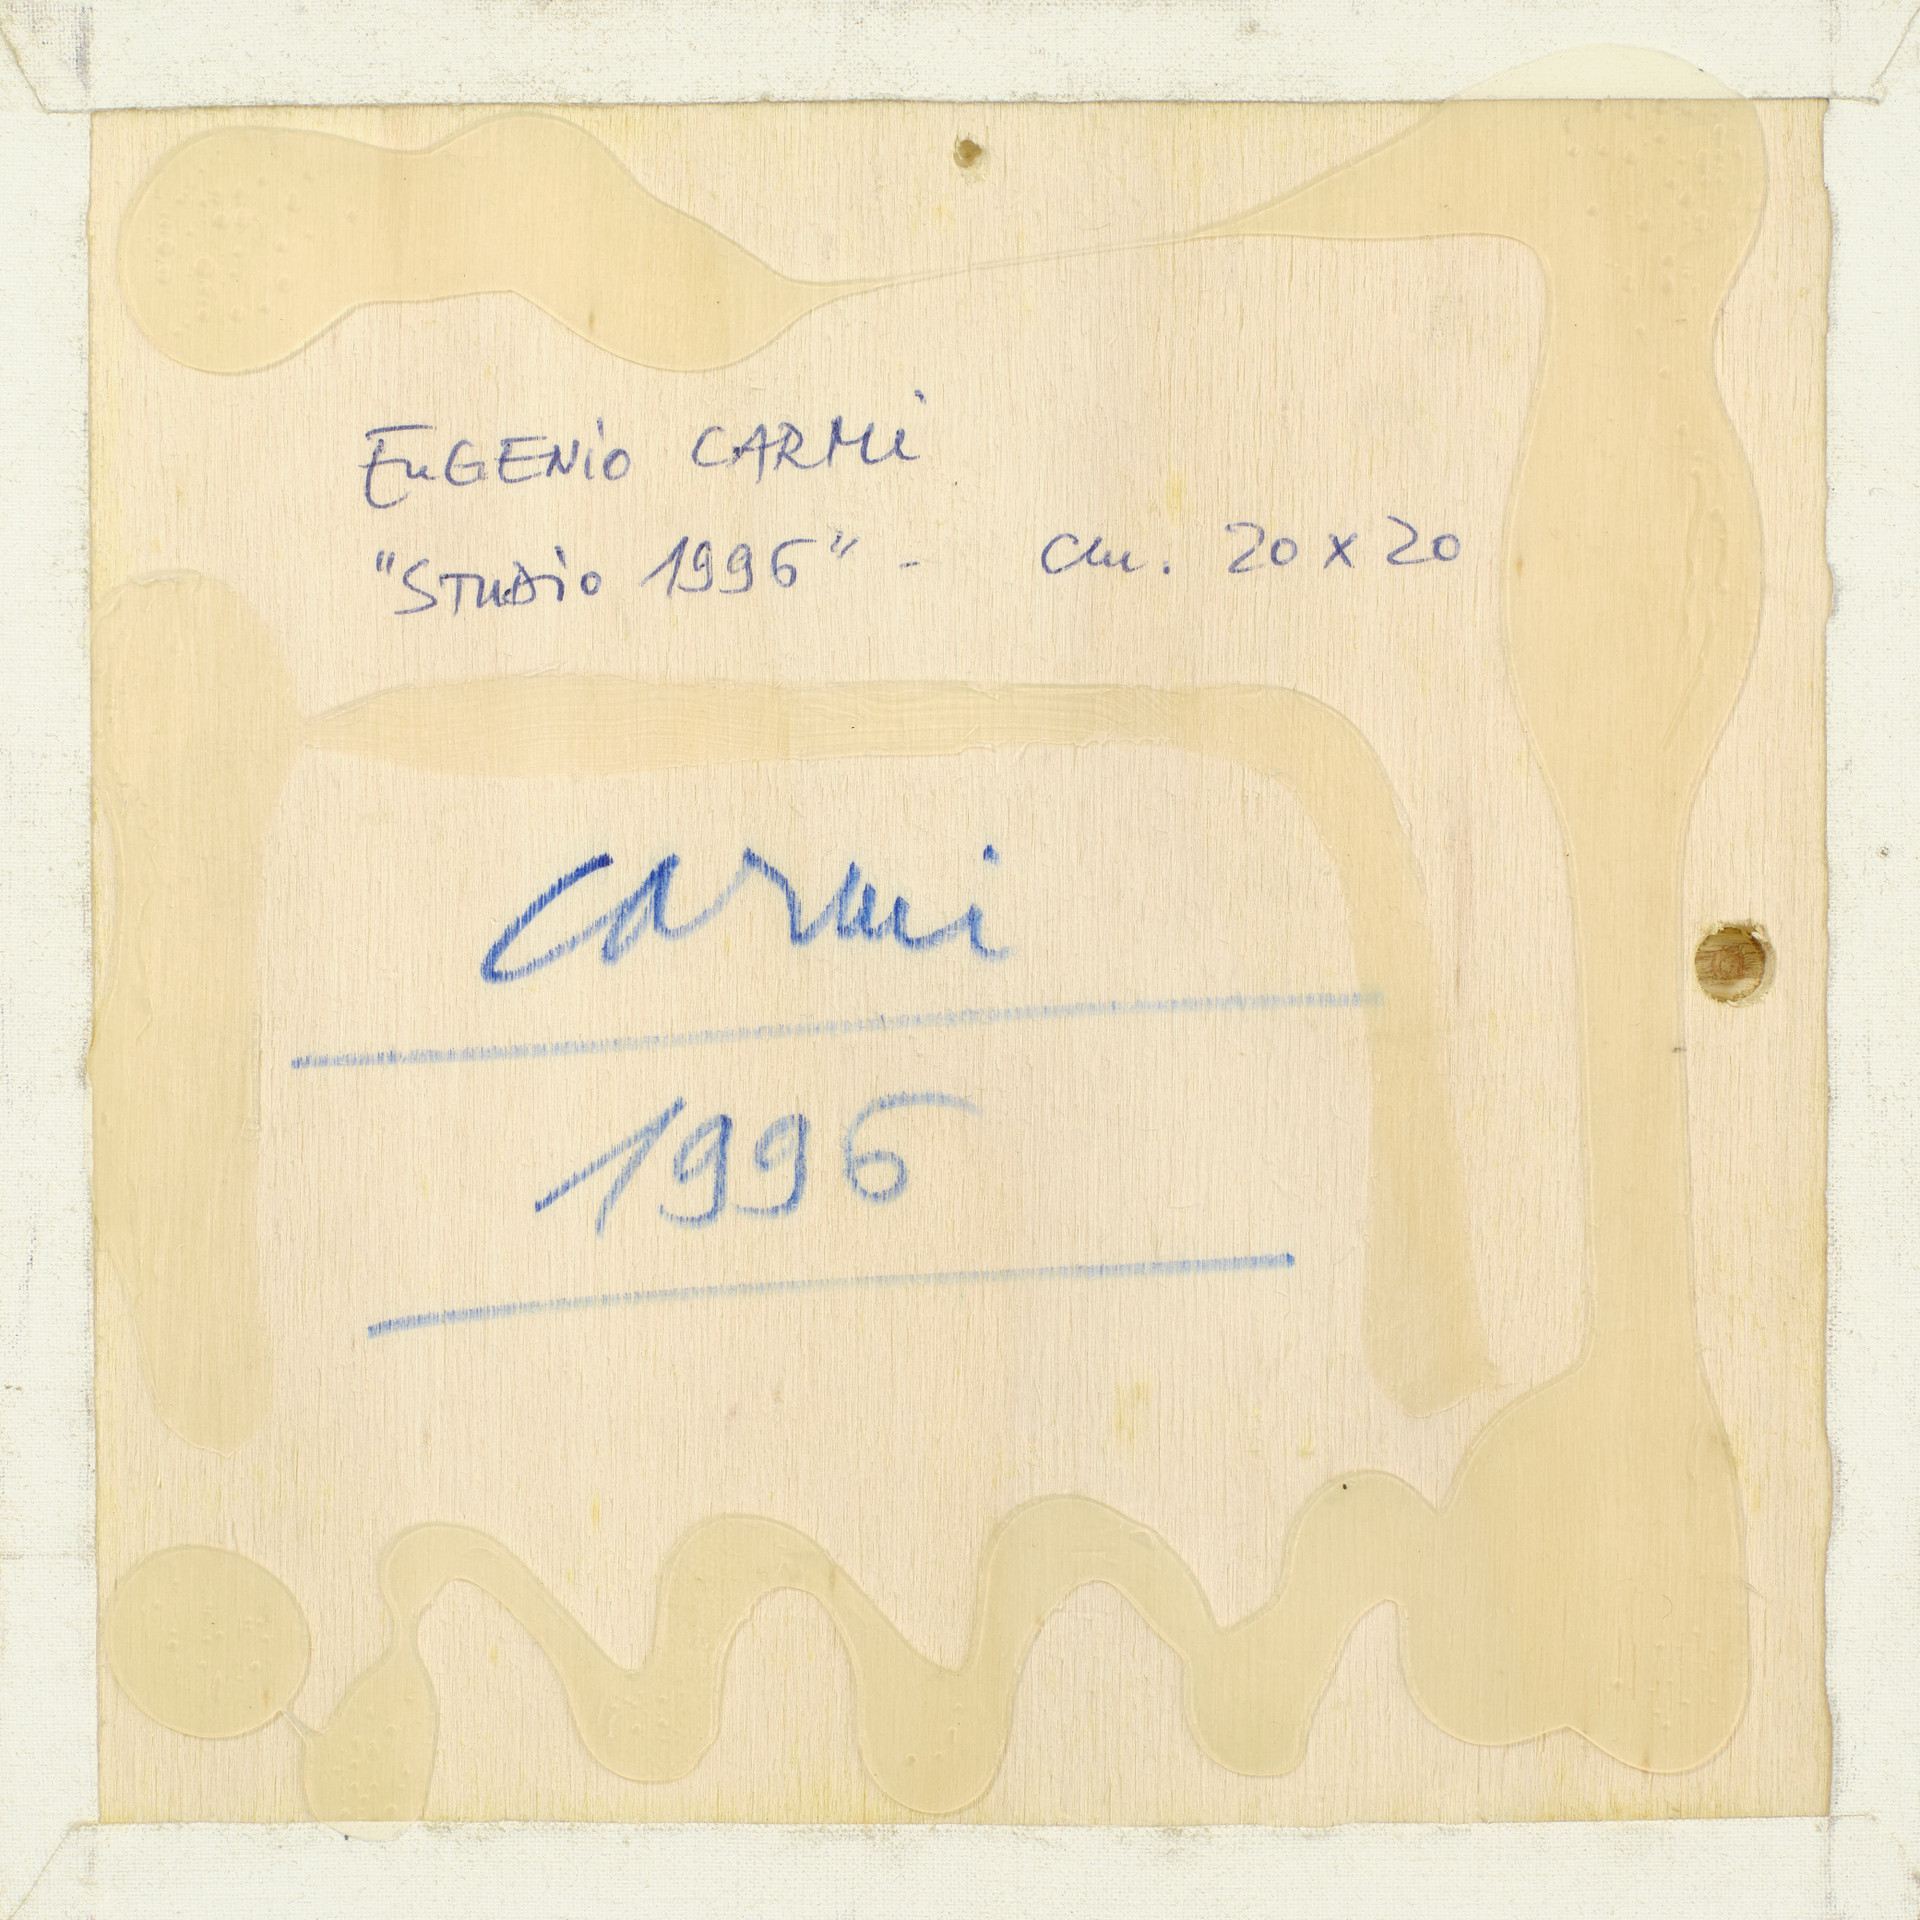 EUGENIO CARMi
"STUDiO 1996" - cm. 20 x 20
Carmi
1996